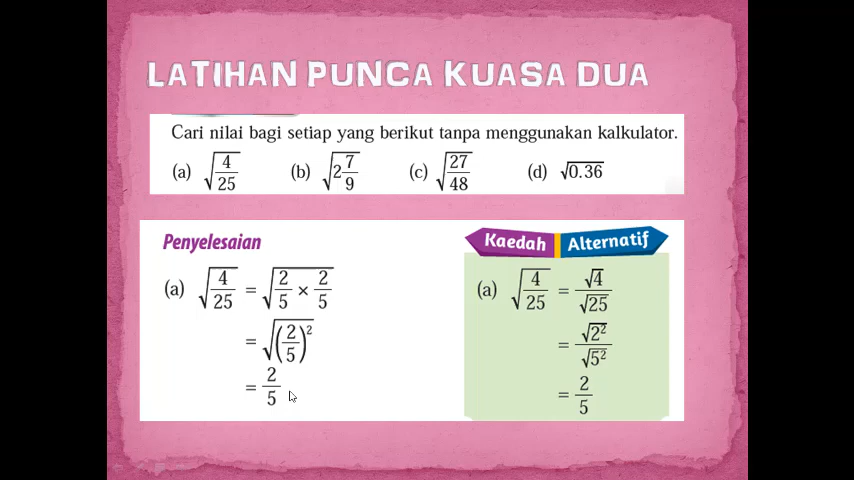 LATIHAN PUNCA KUASA DUA
Cari nilai bagi setiap yang berikut tanpa menggunakan kalkulator.
(a) √(4/25) (b) √(2 7/9) (c) √(27/48) (d) √0.36
Penyelesaian
(a) √(4/25) = √(2/5 × 2/5)
= √((2/5)²)
= 2/5
Kaedah Alternatif
(a) √(4/25) = √4/√25
= √2²/√5²
= 2/5